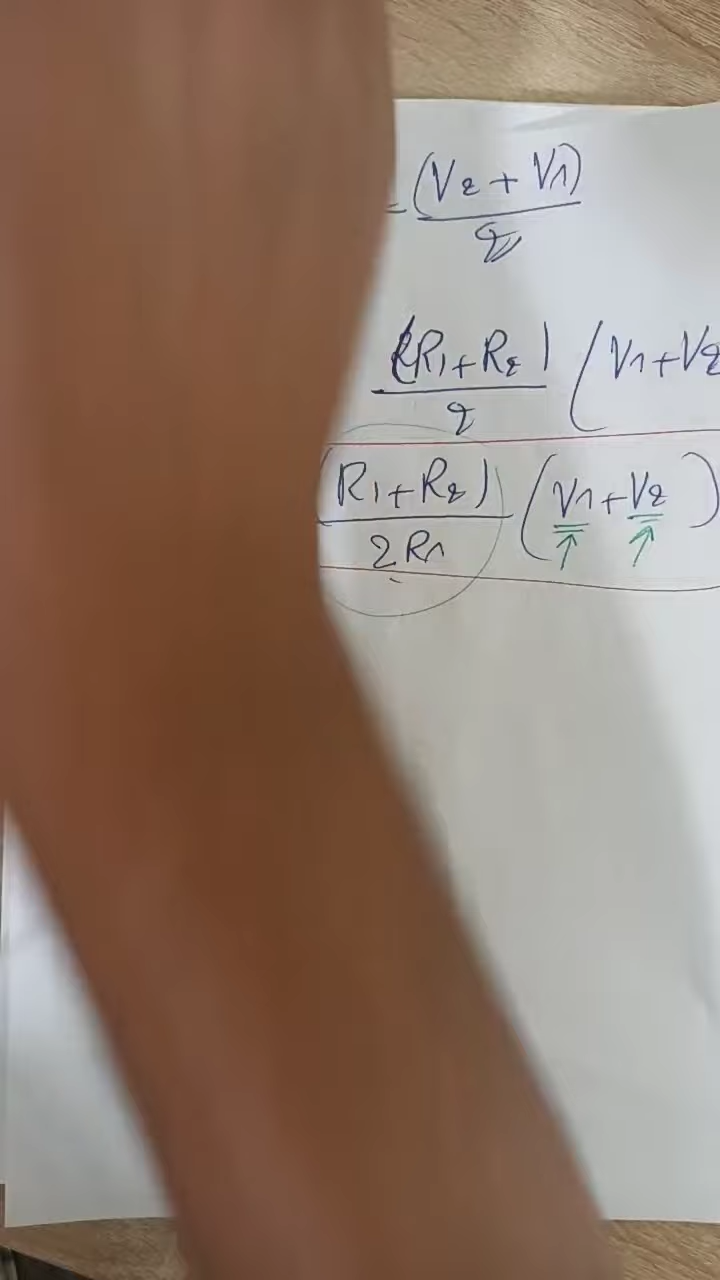 = (V2 + V1) / 2
(R1 + R2) / 2 (V1 + V2
(R1 + R2) / 2R1 (V1 + V2)